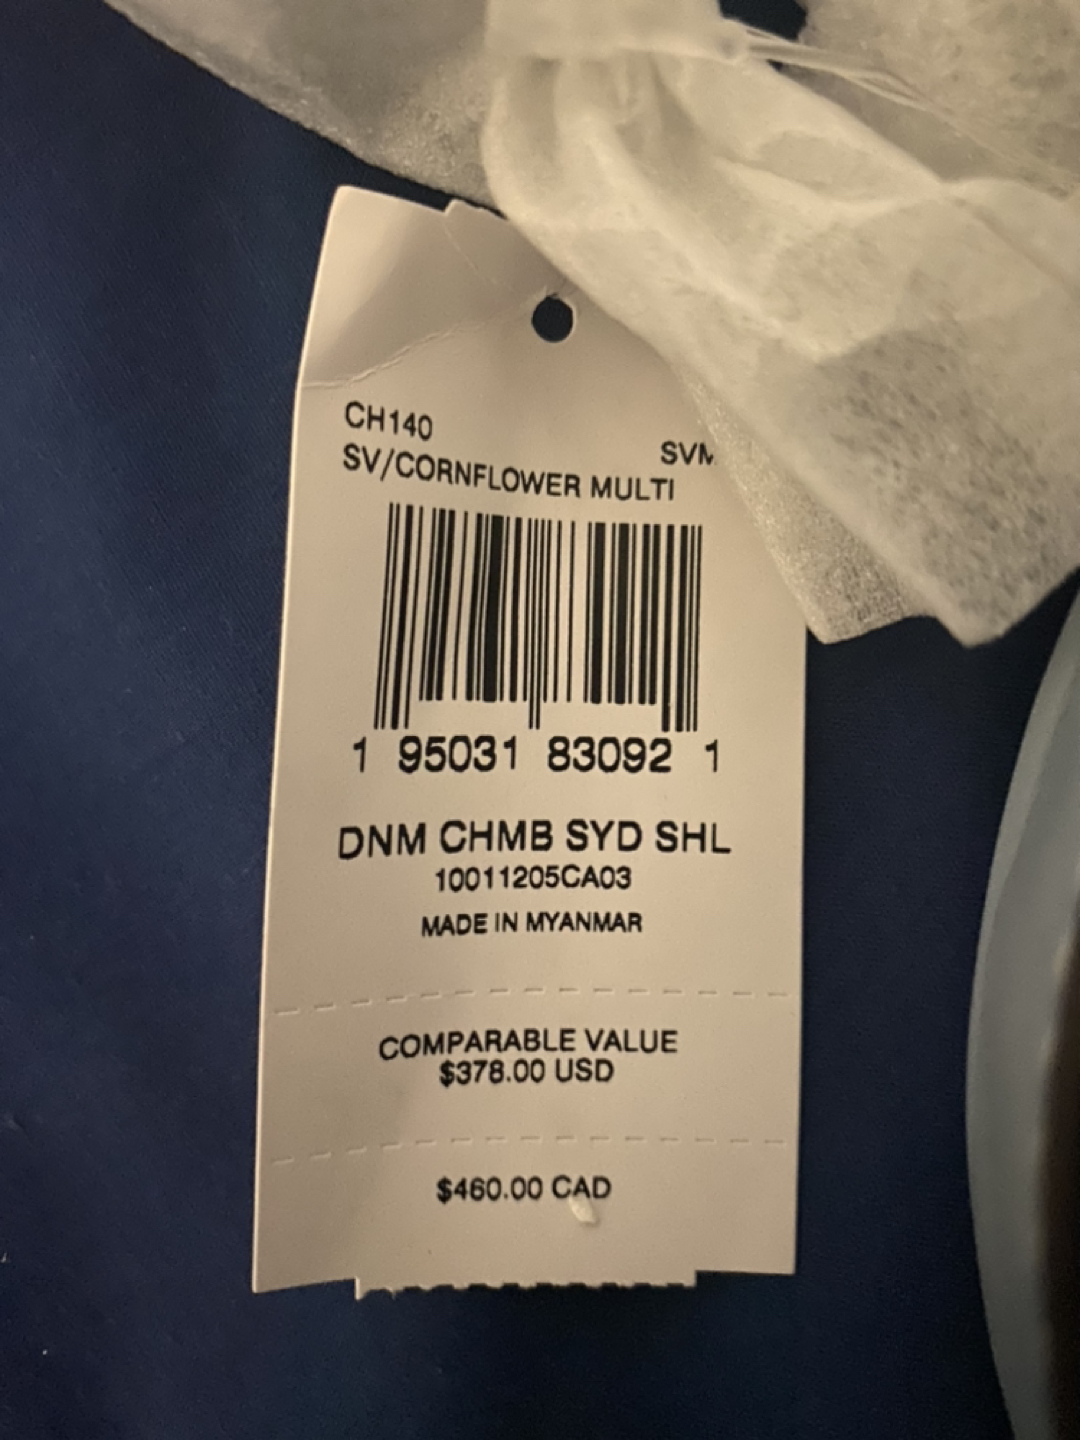 CH140
SV/CORNFLOWER MULTI
1 95031 83092 1
DNM CHMB SYD SHL
10011205CA03
MADE IN MYANMAR
COMPARABLE VALUE
$378.00 USD
$460.00 CAD